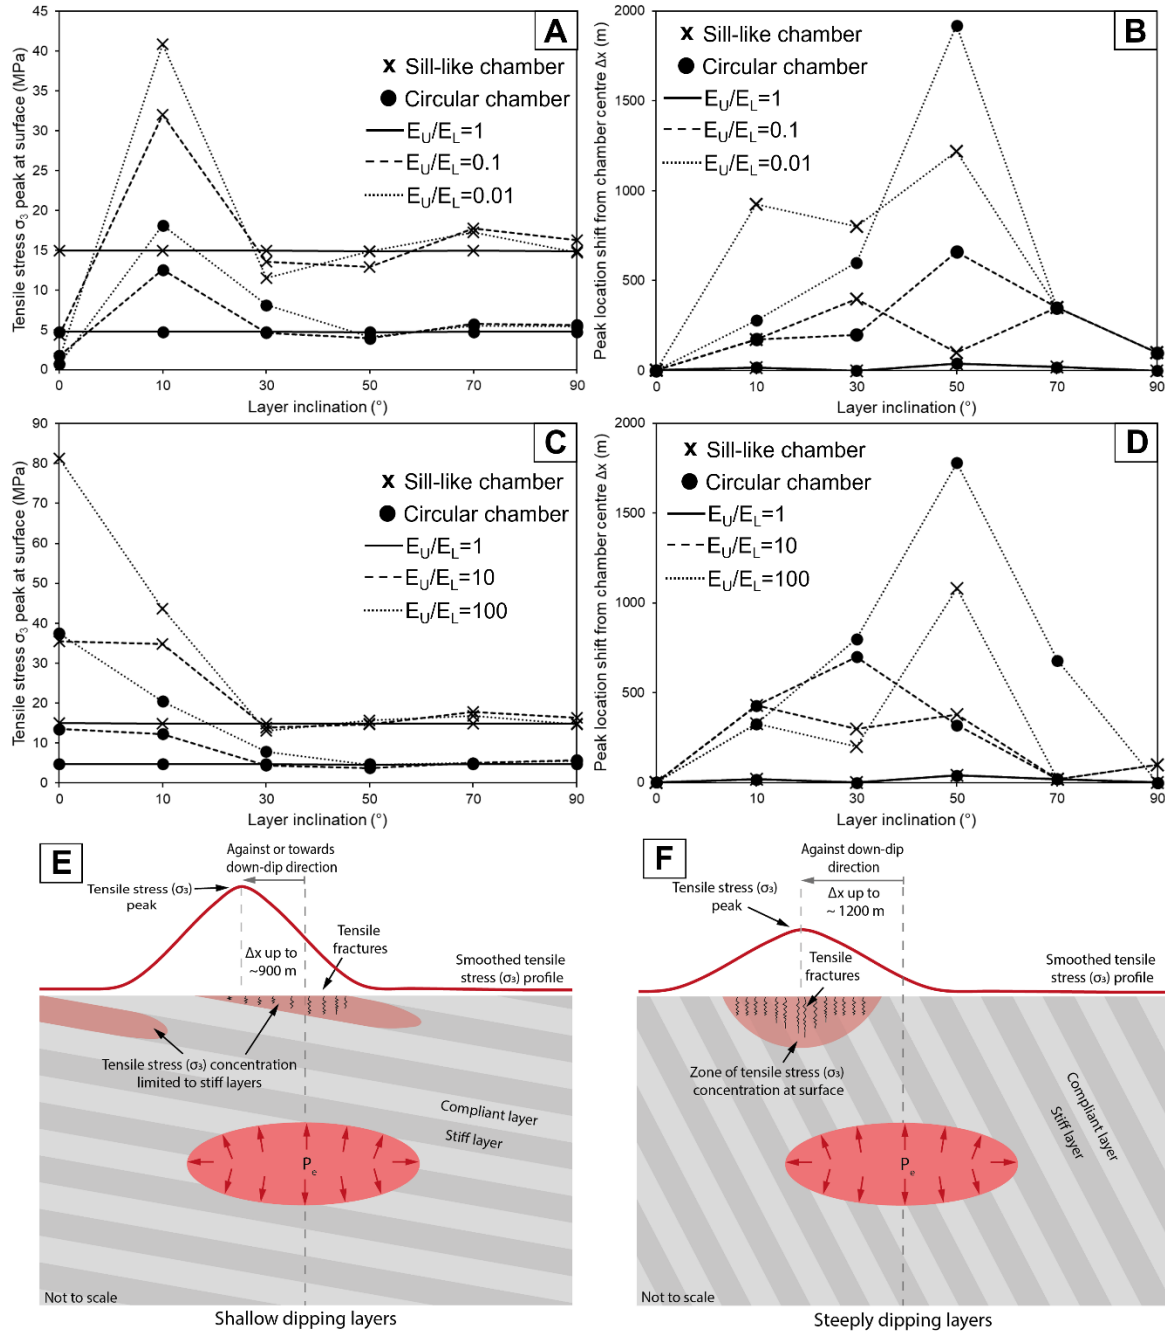 A
Tensile stress σ3 peak at surface (MPa)
45
40
35
30
25
20
15
10
5
0
x Sill-like chamber
● Circular chamber
EU/EL=1
EU/EL=0.1
EU/EL=0.01
0 10 30 50 70 90
Layer inclination (°)
B
Peak location shift from chamber centre Δx (m)
2000
1500
1000
500
0
x Sill-like chamber
● Circular chamber
EU/EL=1
EU/EL=0.1
EU/EL=0.01
0 10 30 50 70 90
Layer inclination (°)
C
Tensile stress σ3 peak at surface (MPa)
90
80
70
60
50
40
30
20
10
0
x Sill-like chamber
● Circular chamber
EU/EL=1
EU/EL=10
EU/EL=100
0 10 30 50 70 90
Layer inclination (°)
D
Peak location shift from chamber centre Δx (m)
2000
1500
1000
500
0
x Sill-like chamber
● Circular chamber
EU/EL=1
EU/EL=10
EU/EL=100
0 10 30 50 70 90
Layer inclination (°)
E
Against or towards
down-dip direction
Tensile stress (σ3)
peak
Δx up to
~900 m
Tensile
fractures
Smoothed tensile
stress (σ3) profile
Tensile stress (σ3) concentration
limited to stiff layers
Compliant layer
Stiff layer
Pe
Not to scale
Shallow dipping layers
F
Against down-dip
direction
Δx up to
~ 1200 m
Tensile stress (σ3)
peak
Tensile
fractures
Smoothed tensile
stress (σ3) profile
Zone of tensile stress (σ3)
concentration at surface
Compliant layer
Stiff layer
Pe
Not to scale
Steeply dipping layers